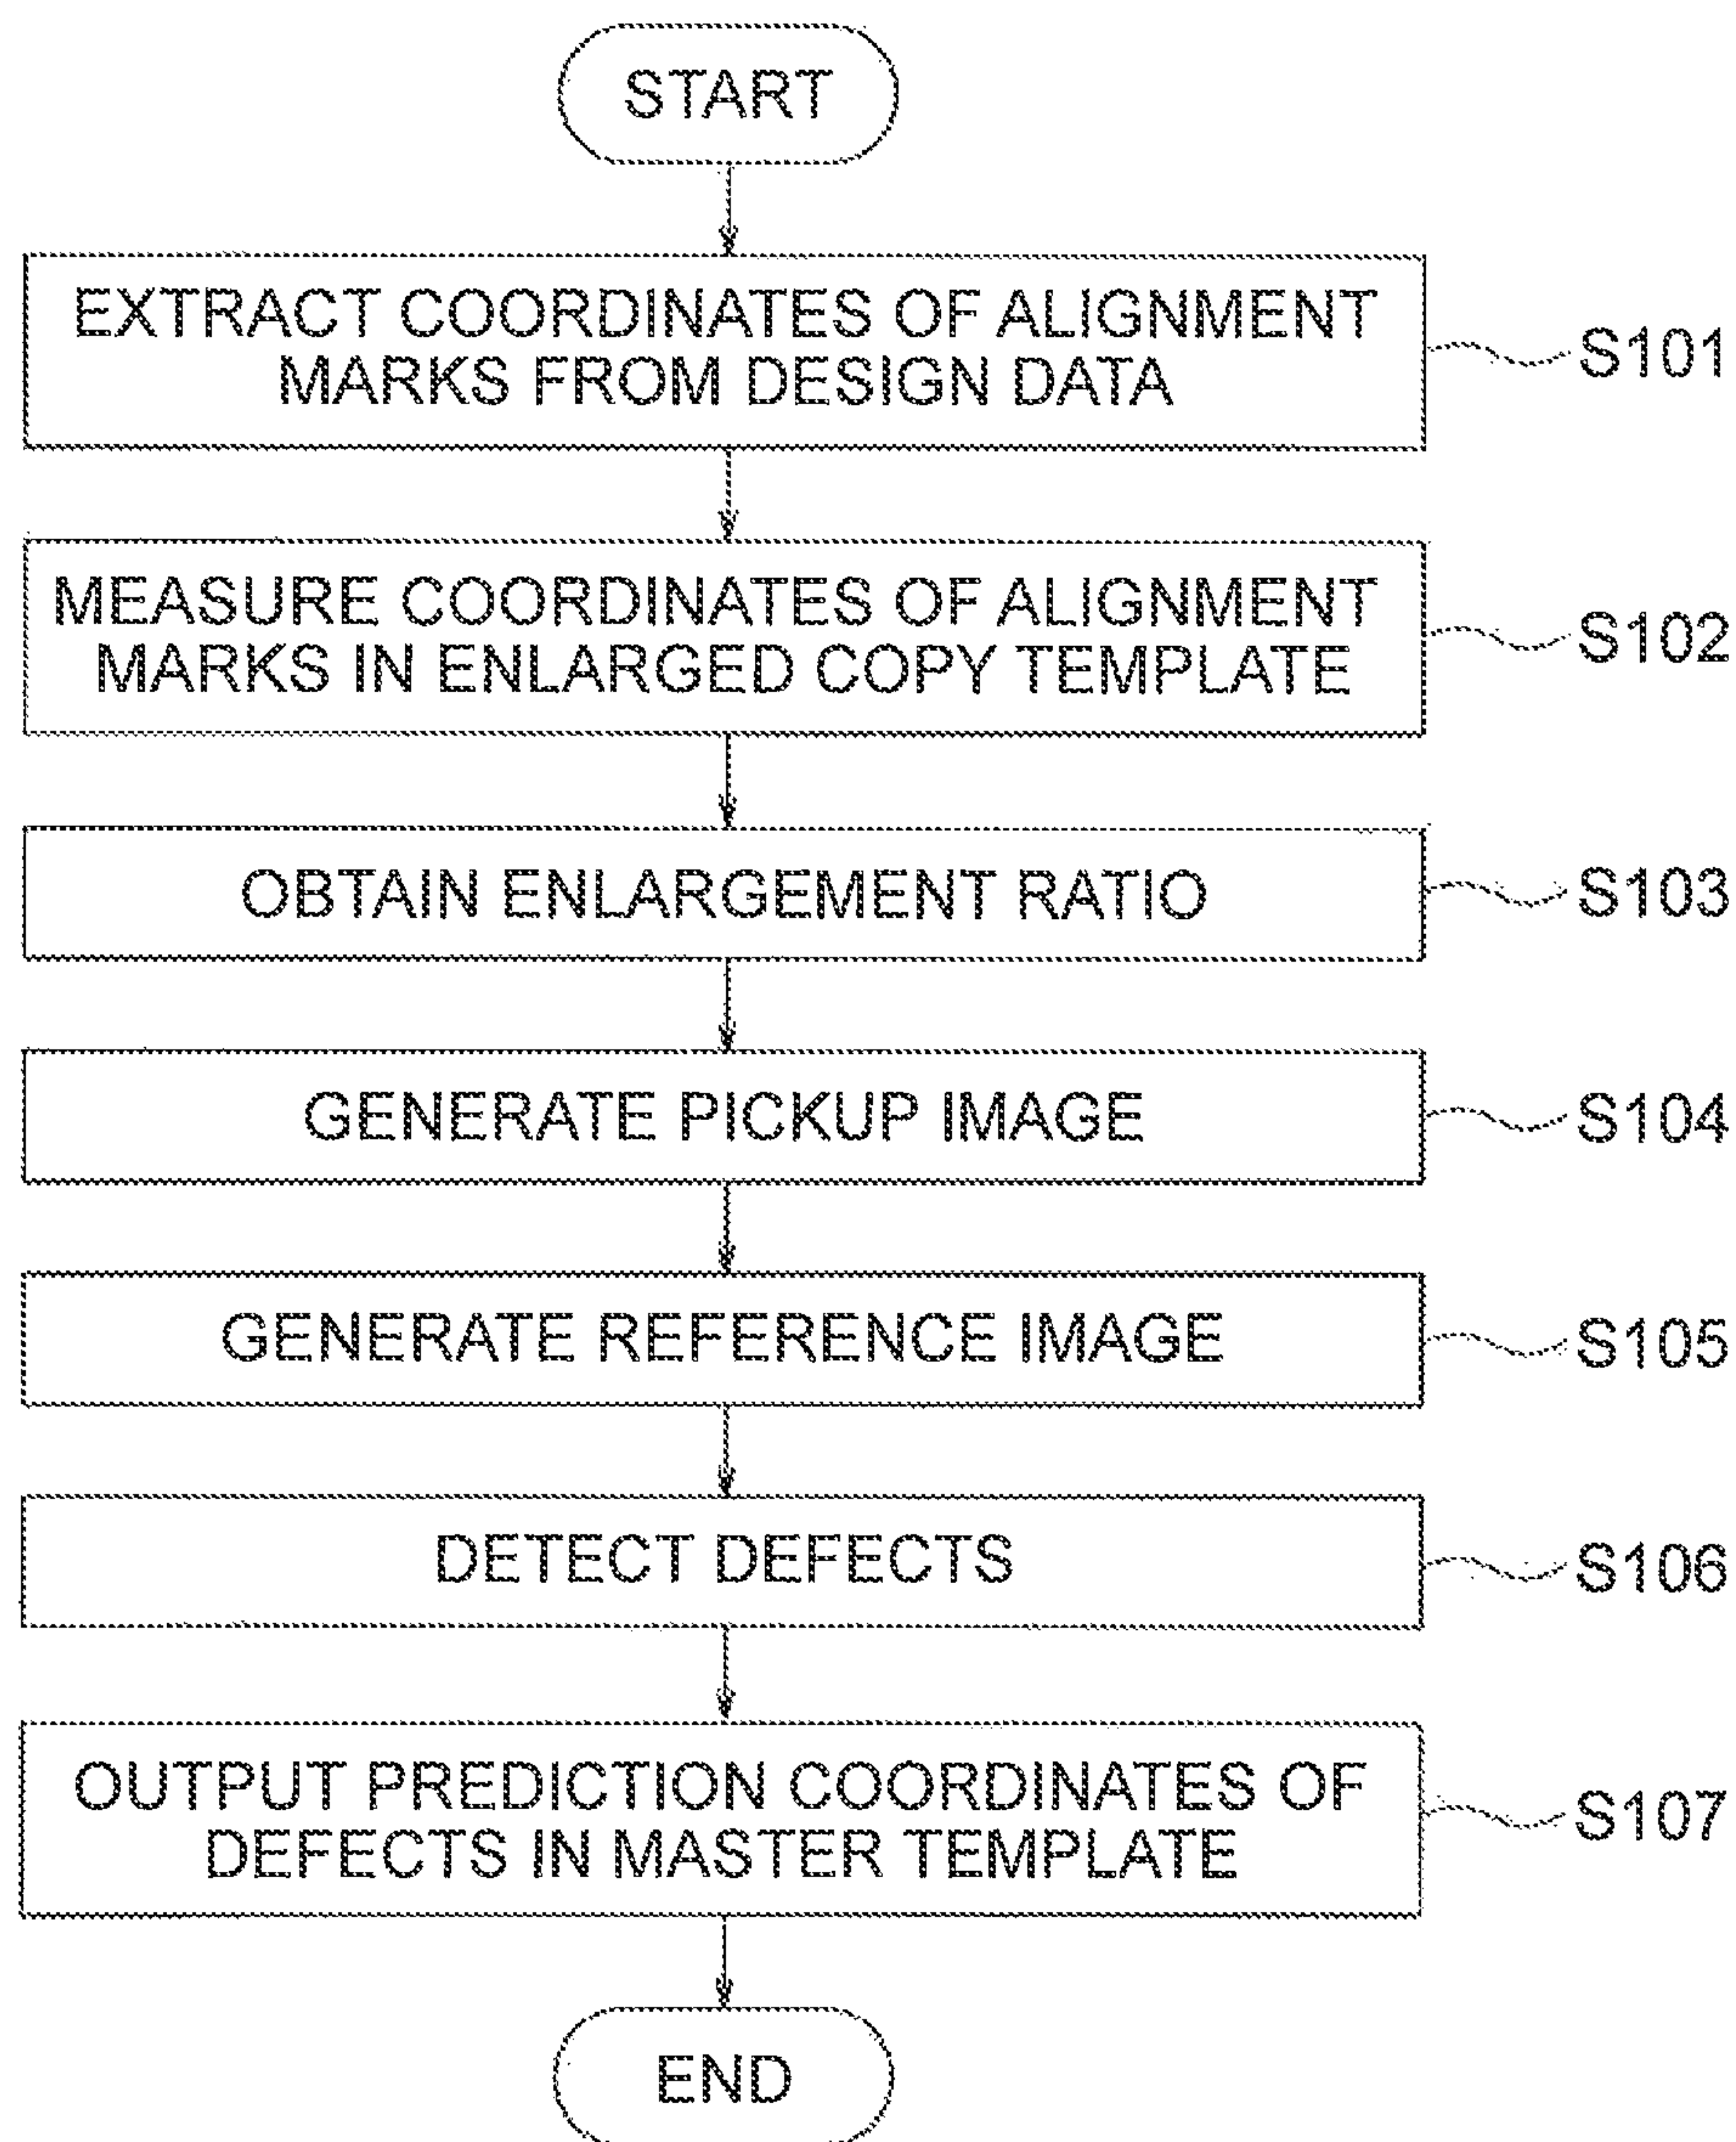 START
EXTRACT COORDINATES OF ALIGNMENT
MARKS FROM DESIGN DATA
S101
MEASURE COORDINATES OF ALIGNMENT
MARKS IN ENLARGED COPY TEMPLATE
S102
OBTAIN ENLARGEMENT RATIO
S103
GENERATE PICKUP IMAGE
S104
GENERATE REFERENCE IMAGE
S105
DETECT DEFECTS
S106
OUTPUT PREDICTION COORDINATES OF
DEFECTS IN MASTER TEMPLATE
S107
END